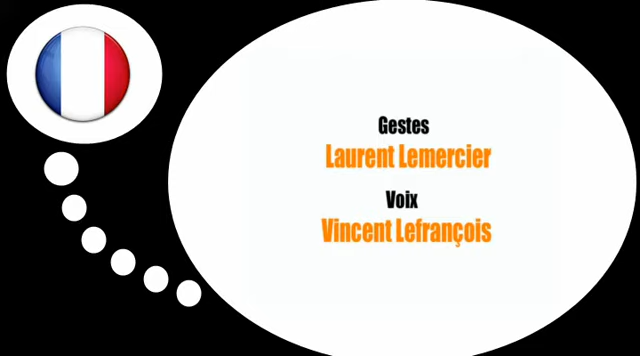 Gestes
Laurent Lemercier
Voix
Vincent Lefrançois